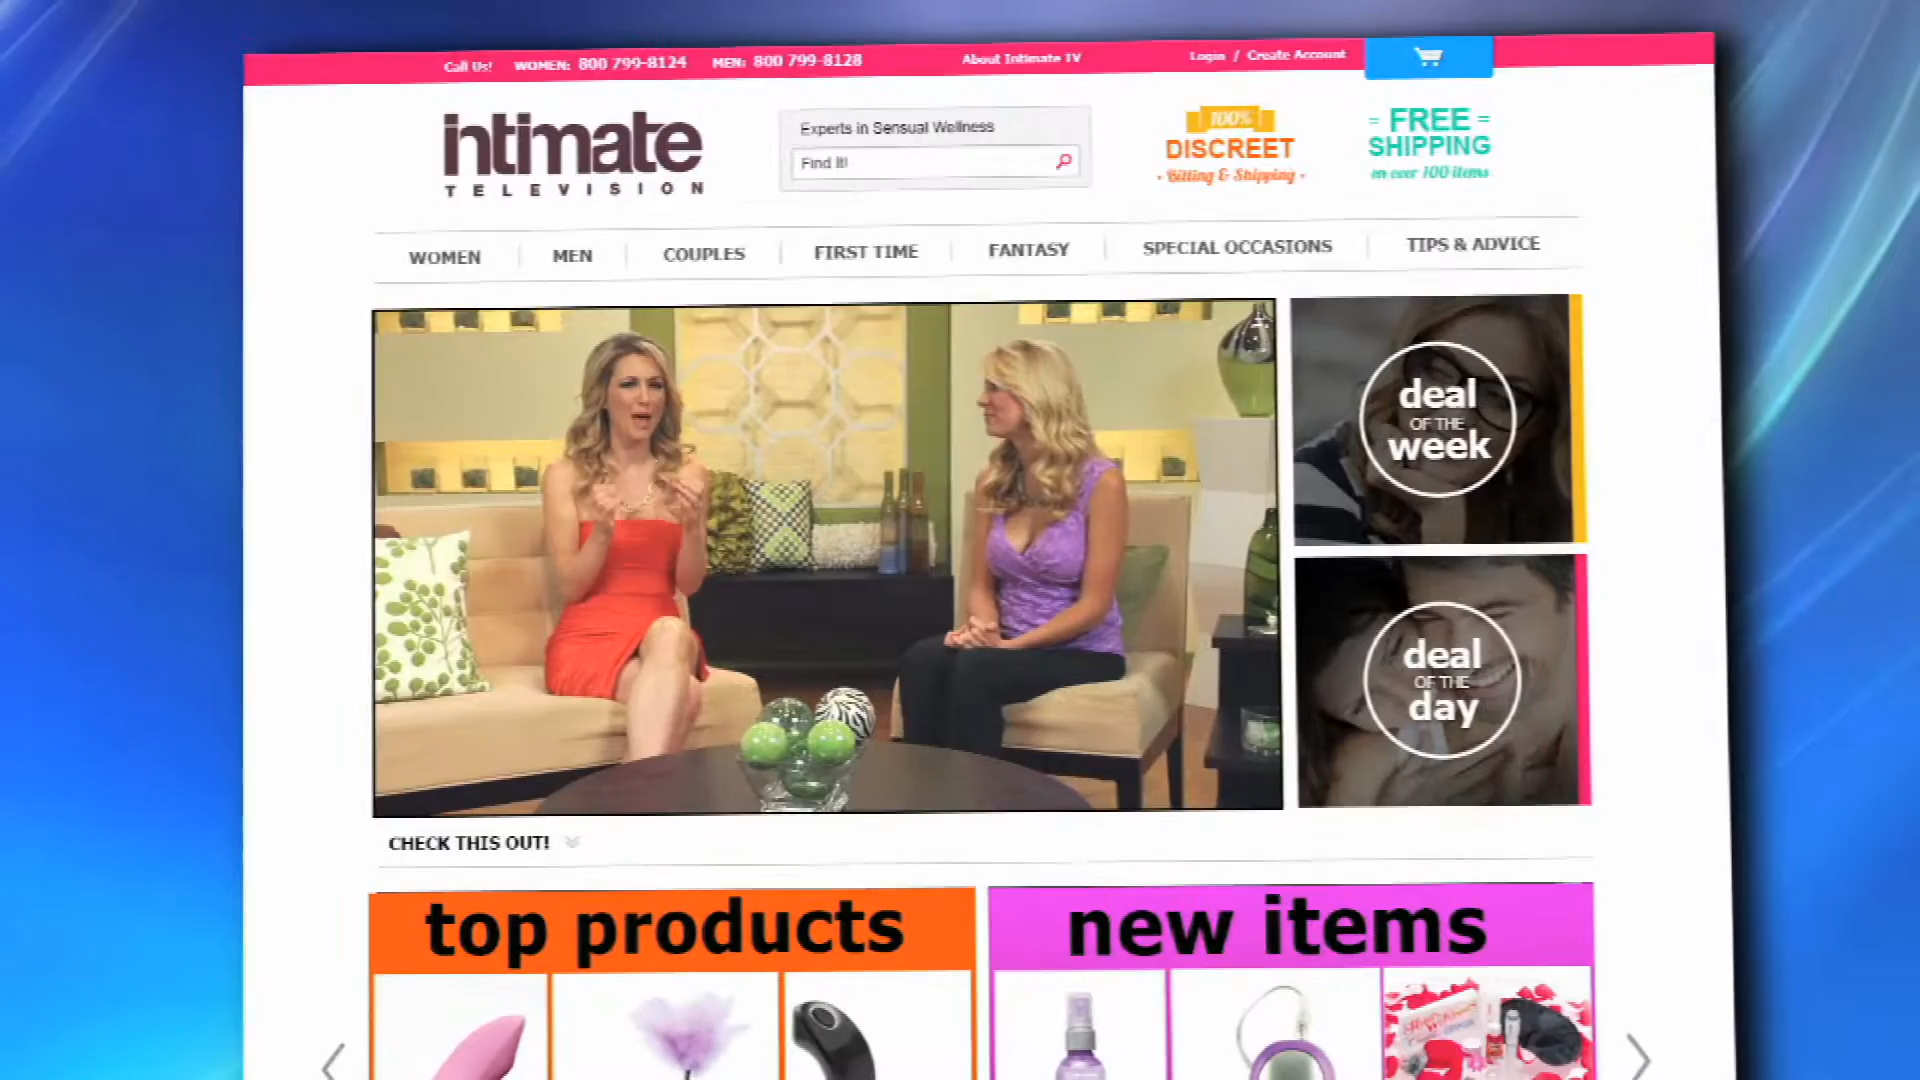 Call Us! WOMEN: 800 799-8124 MEN: 800 799-8128 About Intimate TV Login / Create Account
intimate
TELEVISION
Experts in Sensual Wellness
Find It!
100%
DISCREET
• Billing & Shipping •
= FREE =
SHIPPING
on over 100 items
WOMEN MEN COUPLES FIRST TIME FANTASY SPECIAL OCCASIONS TIPS & ADVICE
deal
OF THE
week
deal
OF THE
day
CHECK THIS OUT!
top products
new items